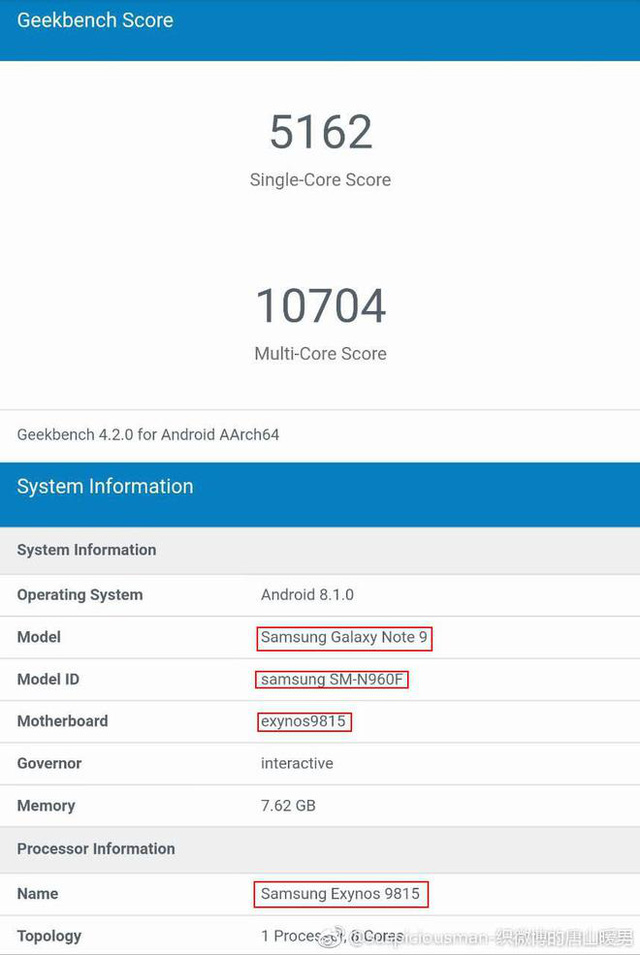 Geekbench Score
5162
Single-Core Score
10704
Multi-Core Score
Geekbench 4.2.0 for Android AArch64
System Information
System Information
Operating System Android 8.1.0
Model Samsung Galaxy Note 9
Model ID samsung SM-N960F
Motherboard exynos9815
Governor interactive
Memory 7.62 GB
Processor Information
Name Samsung Exynos 9815
Topology 1 Processor, 6 Cores
@suspiciousman-织微博的唐山暖男